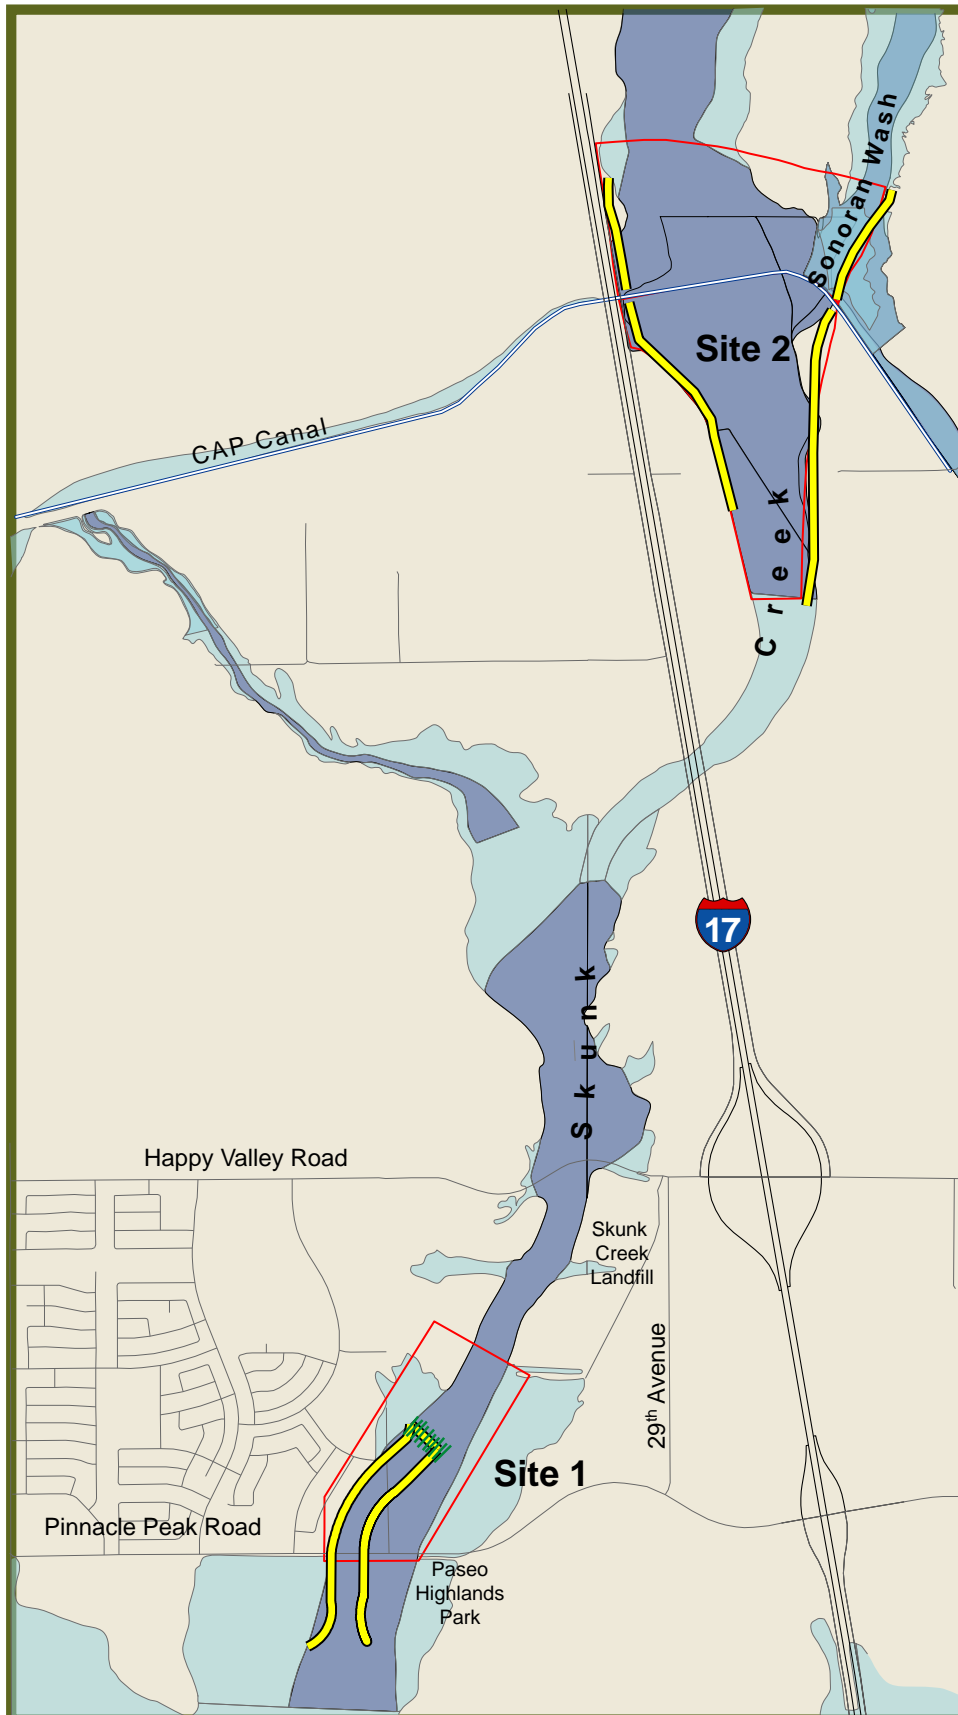 Sonoran Wash
Site 2
CAP Canal
Creek
17
Skunk
Happy Valley Road
Skunk
Creek
Landfill
29th Avenue
Site 1
Pinnacle Peak Road
Paseo
Highlands
Park